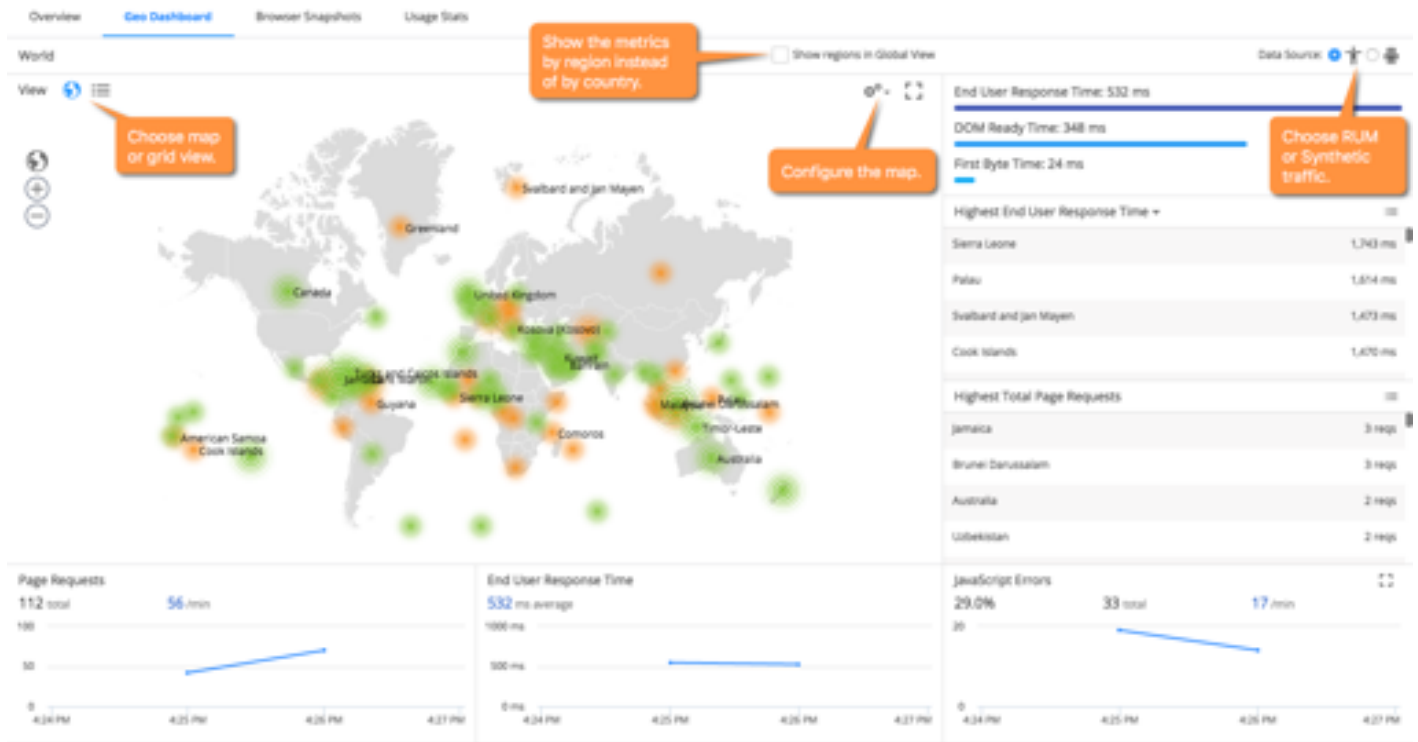 Overview Geo Dashboard Browser Snapshots Usage Stats
World
Show the metrics
by region instead
of by country.
Show regions in Global View
Data Source:
View
Choose map
or grid view.
Configure the map.
Choose RUM
or Synthetic
traffic.
Svalbard and Jan Mayen
Greenland
Canada
United Kingdom
Kosovo (Kosovo)
Kuwait
Bahrain
Turks and Caicos Islands
Guyana
Sierra Leone
Comoros
Timor-Leste
Australia
American Samoa
Cook Islands
End User Response Time: 532 ms
DOM Ready Time: 348 ms
First Byte Time: 24 ms
Highest End User Response Time
Sierra Leone 1,743 ms
Palau 1,614 ms
Svalbard and Jan Mayen 1,473 ms
Cook Islands 1,470 ms
Highest Total Page Requests
Jamaica 3 reqs
Brunei Darussalam 3 reqs
Australia 2 reqs
Uzbekistan 2 reqs
Page Requests
112 total 56 /min
100
50
0
4:24 PM 4:25 PM 4:26 PM 4:27 PM
End User Response Time
532 ms average
1000 ms
500 ms
0 ms
4:24 PM 4:25 PM 4:26 PM 4:27 PM
JavaScript Errors
29.0% 33 total 17 /min
20
0
4:24 PM 4:25 PM 4:26 PM 4:27 PM